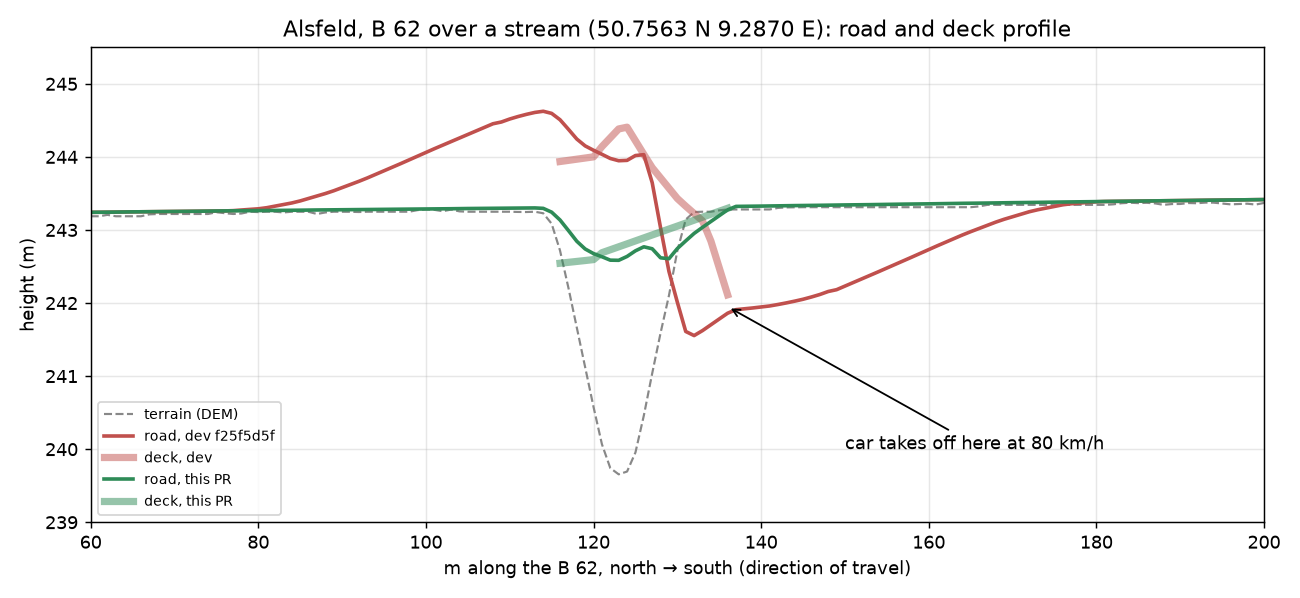 Alsfeld, B 62 over a stream (50.7563 N 9.2870 E): road and deck profile
height (m)
245
244
243
242
241
240
239
car takes off here at 80 km/h
terrain (DEM)
road, dev f25f5d5f
deck, dev
road, this PR
deck, this PR
60 80 100 120 140 160 180 200
m along the B 62, north → south (direction of travel)